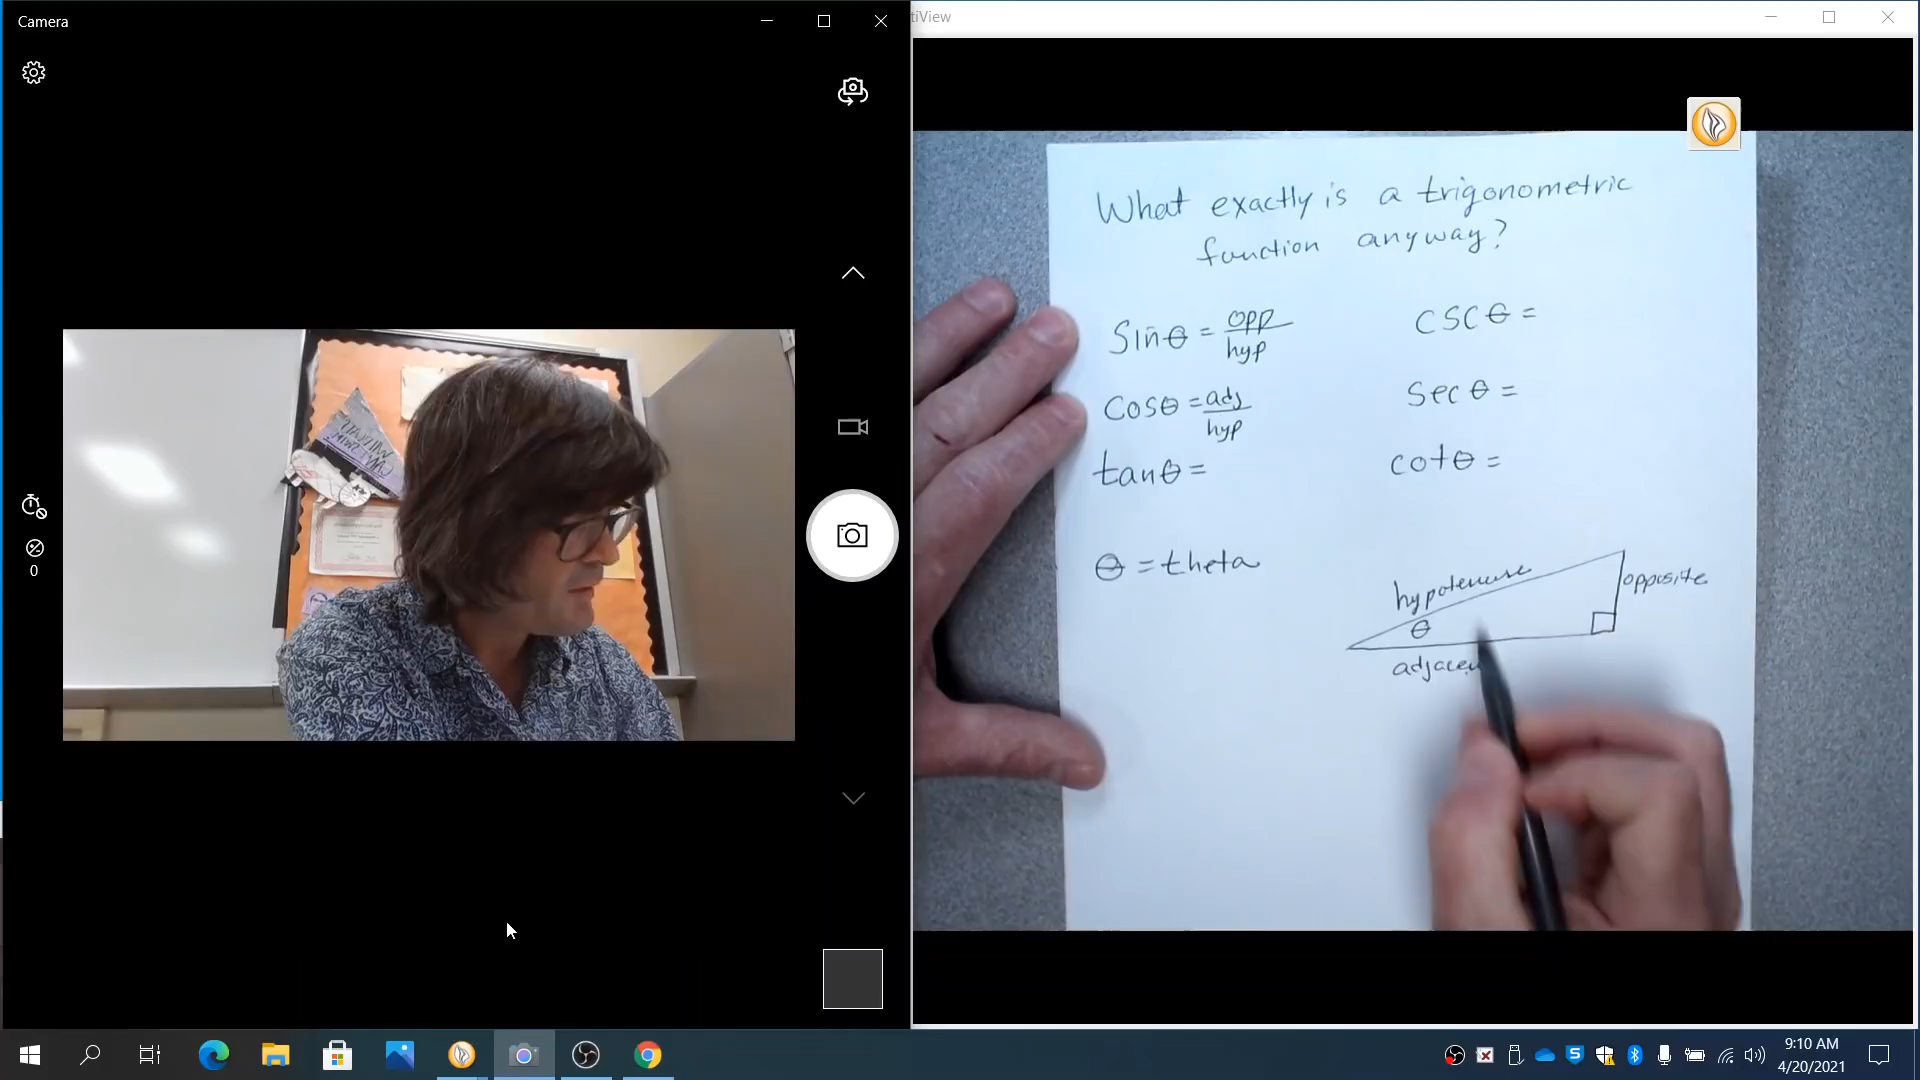 Camera
tiView
0
What exactly is a trigonometric
function anyway?
Sinθ = opp
hyp
cscθ =
Cosθ = adj
hyp
Secθ =
tanθ =
cotθ =
θ = theta
hypotenuse
opposite
θ
adjacen
9:10 AM
4/20/2021